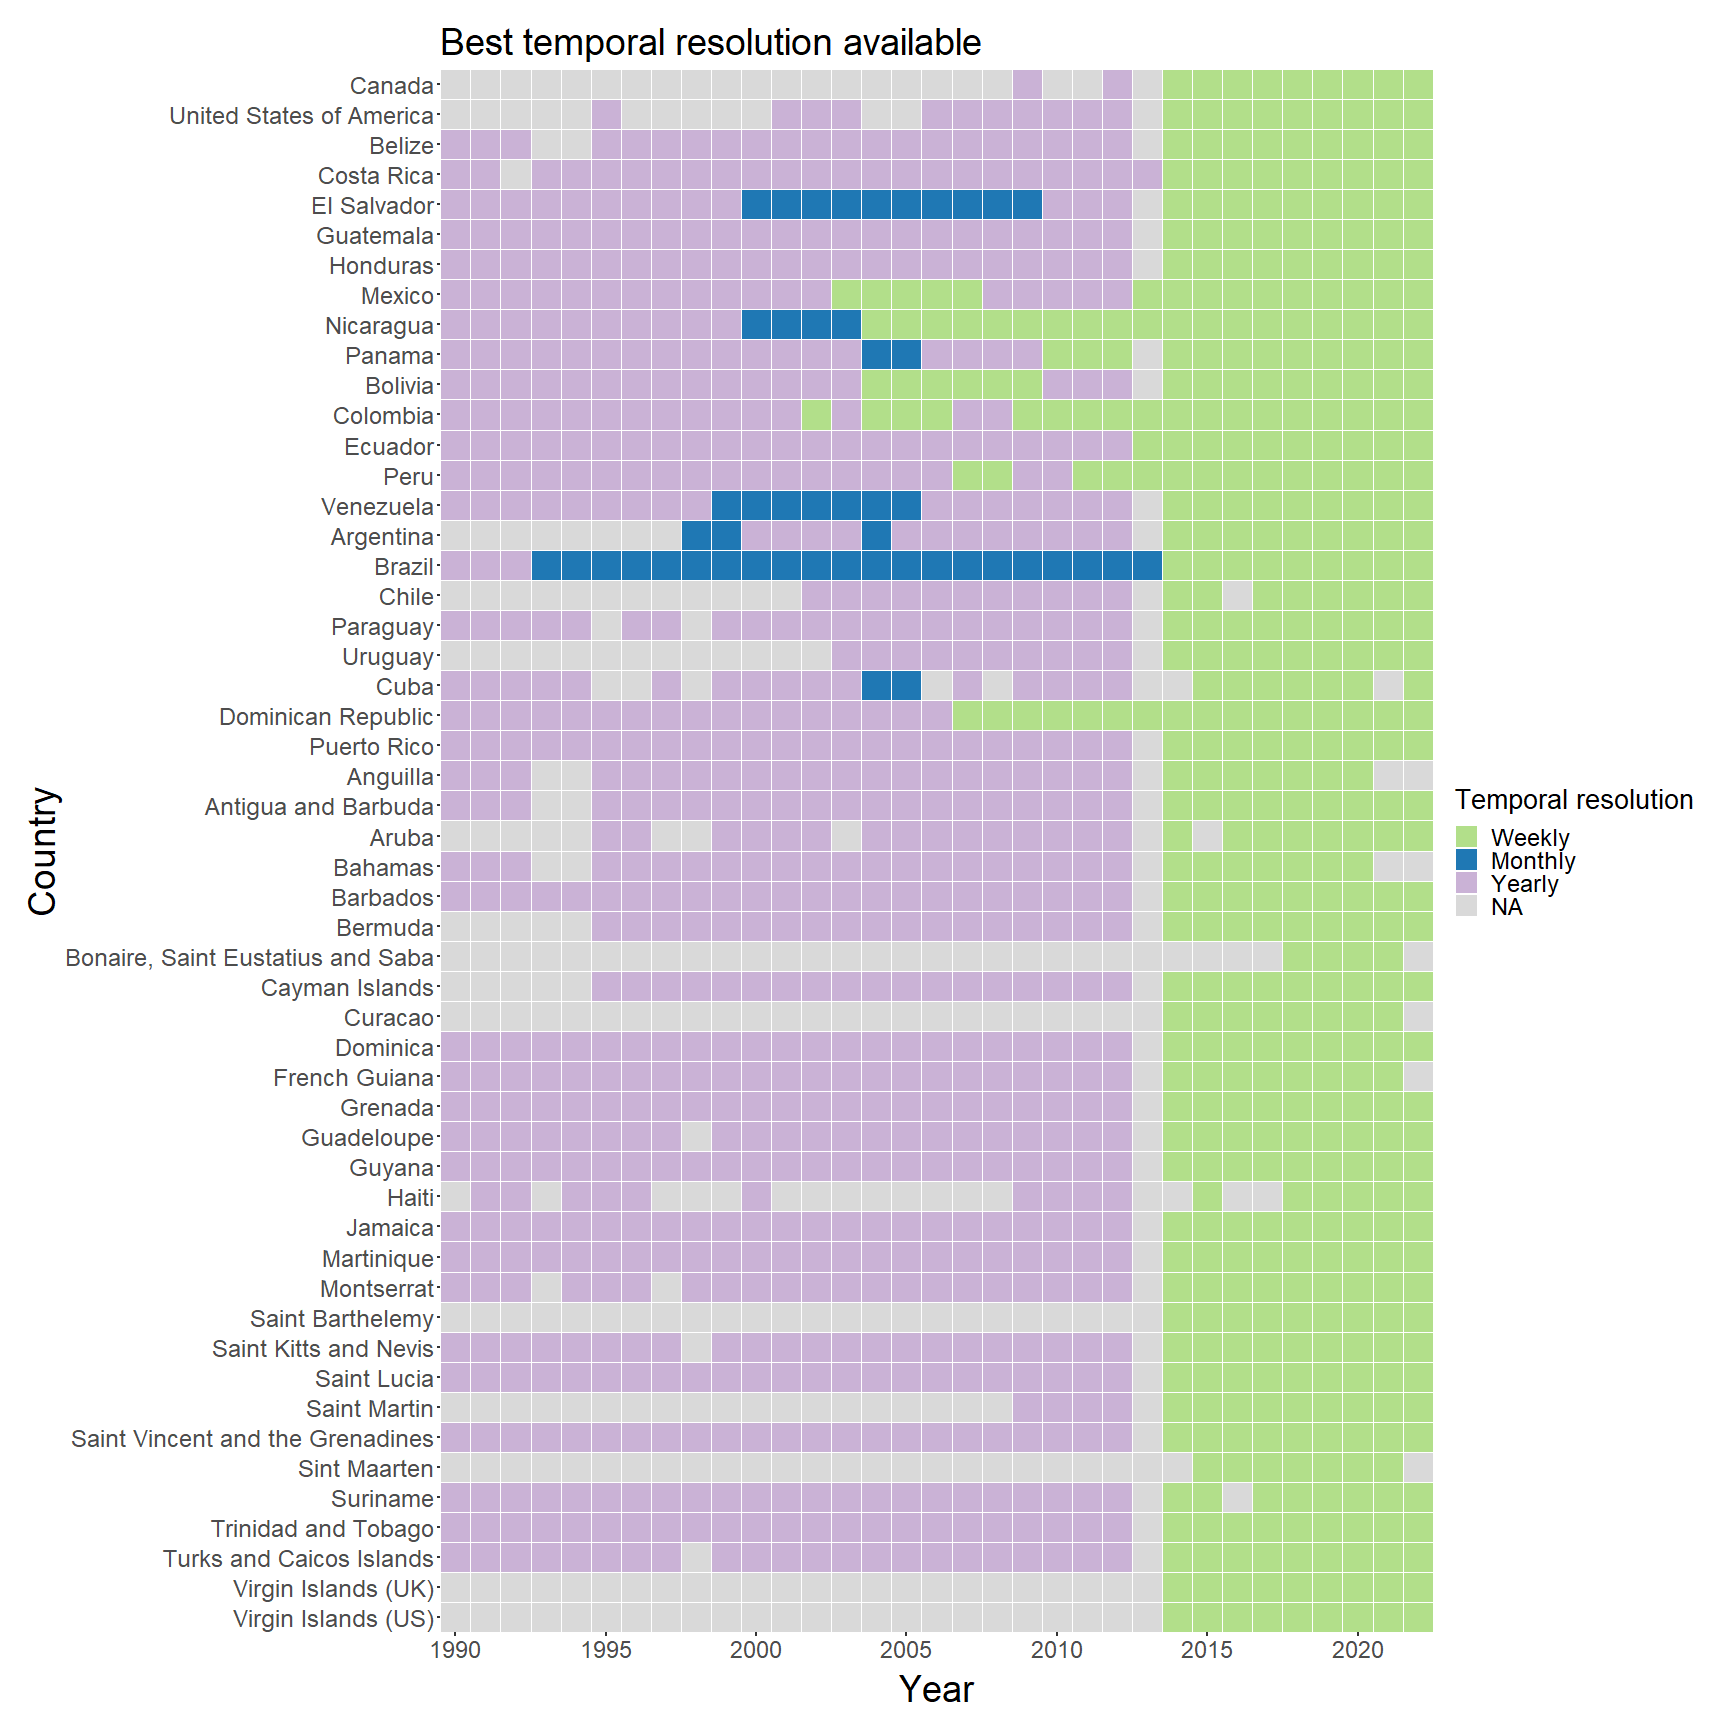 Best temporal resolution available
Canada
United States of America
Belize
Costa Rica
El Salvador
Guatemala
Honduras
Mexico
Nicaragua
Panama
Bolivia
Colombia
Ecuador
Peru
Venezuela
Argentina
Brazil
Chile
Paraguay
Uruguay
Cuba
Dominican Republic
Puerto Rico
Anguilla
Antigua and Barbuda
Aruba
Bahamas
Barbados
Bermuda
Bonaire, Saint Eustatius and Saba
Cayman Islands
Curacao
Dominica
French Guiana
Grenada
Guadeloupe
Guyana
Haiti
Jamaica
Martinique
Montserrat
Saint Barthelemy
Saint Kitts and Nevis
Saint Lucia
Saint Martin
Saint Vincent and the Grenadines
Sint Maarten
Suriname
Trinidad and Tobago
Turks and Caicos Islands
Virgin Islands (UK)
Virgin Islands (US)
Country
1990 1995 2000 2005 2010 2015 2020
Year
Temporal resolution
Weekly
Monthly
Yearly
NA